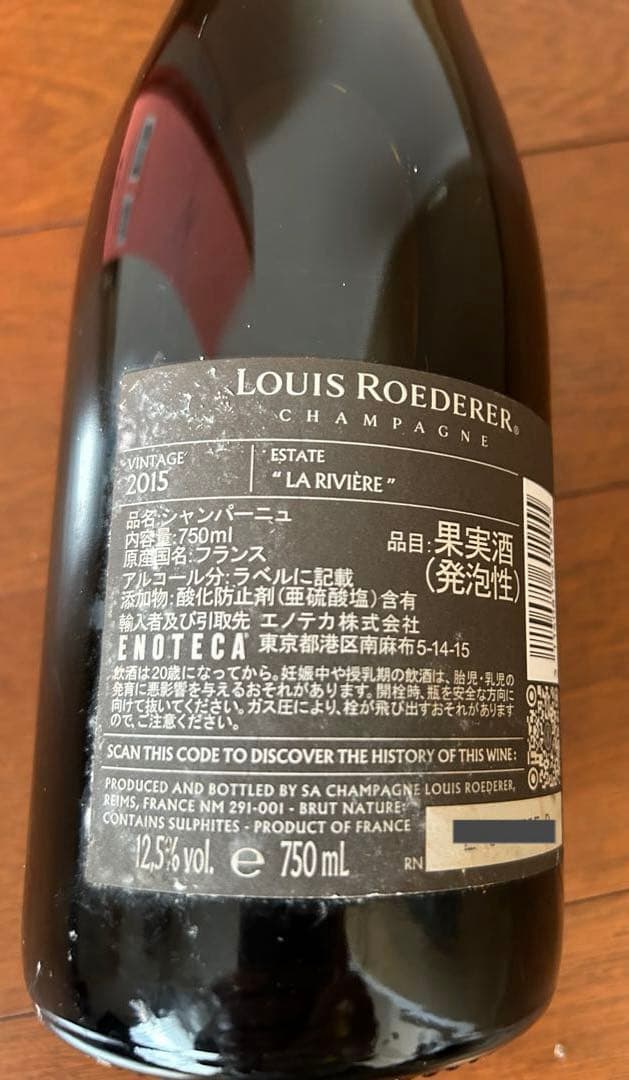 LOUIS ROEDERER®
CHAMPAGNE
VINTAGE
2015
ESTATE
"LA RIVIÈRE"
品名:シャンパーニュ
内容量:750ml
原産国名:フランス
品目:果実酒
(発泡性)
アルコール分:ラベルに記載
添加物:酸化防止剤(亜硫酸塩)含有
輸入者及び引取先 エノテカ株式会社
ENOTECA 東京都港区南麻布5-14-15
飲酒は20歳になってから。妊娠中や授乳期の飲酒は、胎児・乳児の
発育に悪影響を与えるおそれがあります。開栓時、瓶を安全な方向に
向けて抜いてください。ガス圧により、栓が飛び出すおそれがあります
ので、ご注意ください。
SCAN THIS CODE TO DISCOVER THE HISTORY OF THIS WINE:
PRODUCED AND BOTTLED BY SA CHAMPAGNE LOUIS ROEDERER,
REIMS, FRANCE NM 291-001 - BRUT NATURE
CONTAINS SULPHITES - PRODUCT OF FRANCE
12,5% vol. e 750 mL
RN